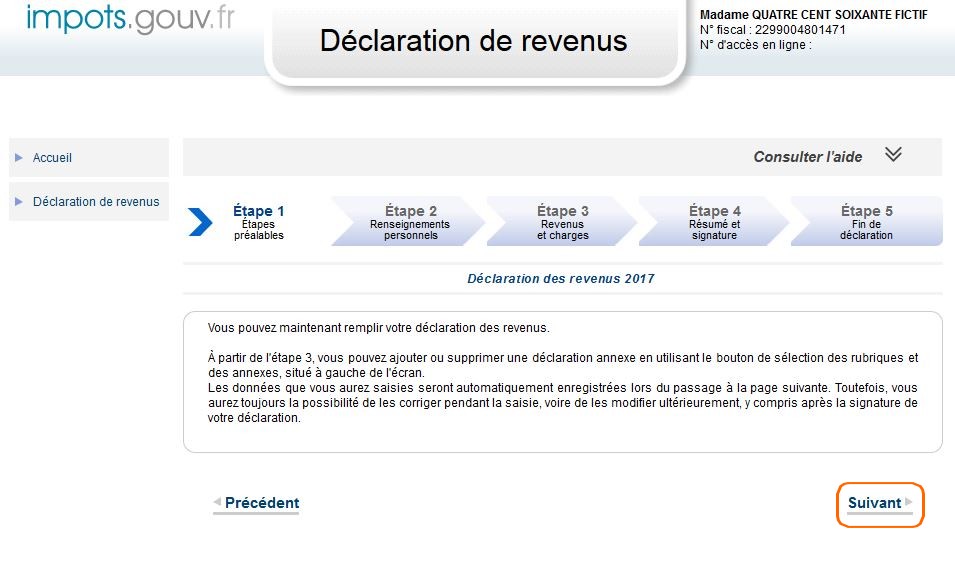 impots.gouv.fr
Déclaration de revenus
Madame QUATRE CENT SOIXANTE FICTIF
N° fiscal : 2299004801471
N° d'accès en ligne :
Accueil
Déclaration de revenus
Consulter l'aide
Étape 1
Étapes
préalables
Étape 2
Renseignements
personnels
Étape 3
Revenus
et charges
Étape 4
Résumé et
signature
Étape 5
Fin de
déclaration
Déclaration des revenus 2017
Vous pouvez maintenant remplir votre déclaration des revenus.
À partir de l'étape 3, vous pouvez ajouter ou supprimer une déclaration annexe en utilisant le bouton de sélection des rubriques et
des annexes, situé à gauche de l'écran.
Les données que vous aurez saisies seront automatiquement enregistrées lors du passage à la page suivante. Toutefois, vous
aurez toujours la possibilité de les corriger pendant la saisie, voire de les modifier ultérieurement, y compris après la signature de
votre déclaration.
Précédent
Suivant